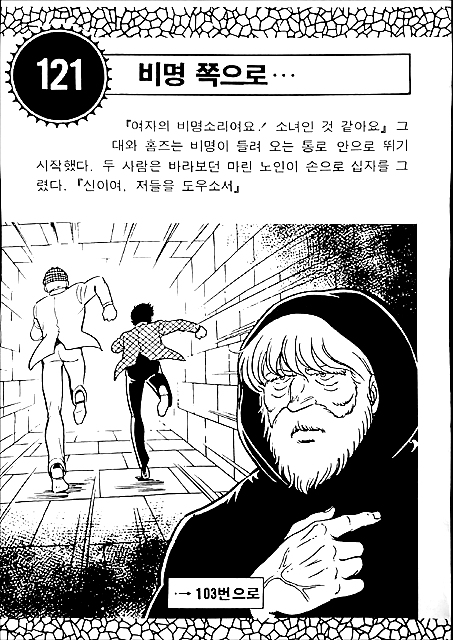 121
비명 쪽으로…
『여자의 비명소리여요! 소녀인 것 같아요』 그
대와 홈즈는 비명이 들려 오는 통로 안으로 뛰기
시작했다. 두 사람은 바라보던 마린 노인이 손으로 십자를 그
렸다. 『신이여, 저들을 도우소서』
→103번으로